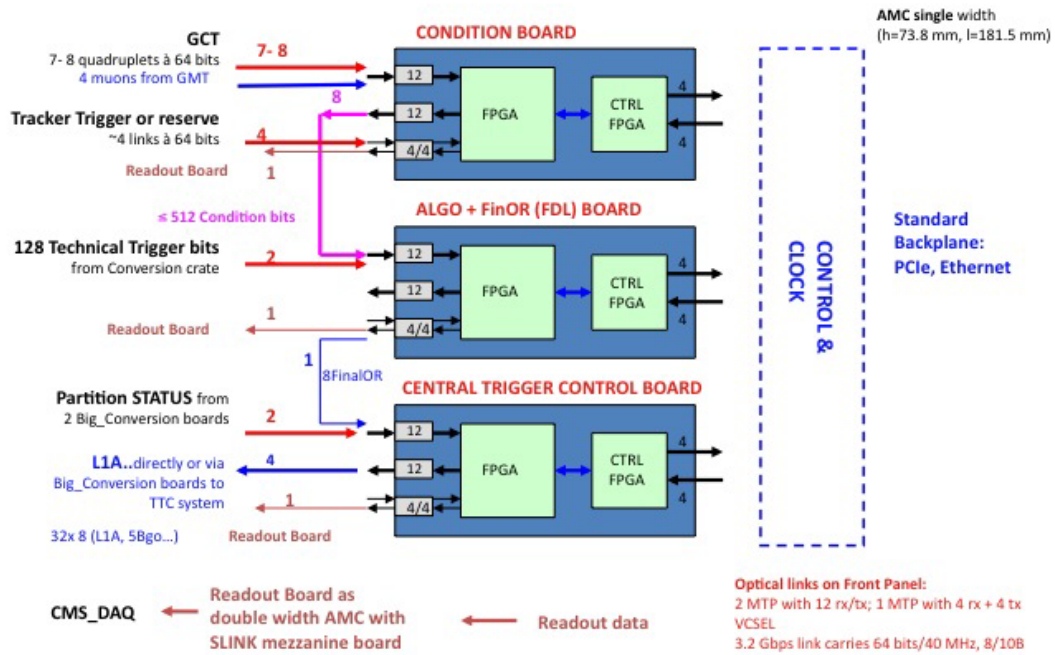 GCT
7- 8 quadruplets à 64 bits
4 muons from GMT
7- 8
CONDITION BOARD
AMC single width
(h=73.8 mm, l=181.5 mm)
12
8
12
FPGA
CTRL
FPGA
4
4
Tracker Trigger or reserve
~4 links à 64 bits
4
4/4
Readout Board
1
≤ 512 Condition bits
ALGO + FinOR (FDL) BOARD
128 Technical Trigger bits
from Conversion crate
2
12
12
FPGA
CTRL
FPGA
4
4
Readout Board
1
4/4
1
8FinalOR
CONTROL &
CLOCK
Standard
Backplane:
PCIe, Ethernet
CENTRAL TRIGGER CONTROL BOARD
Partition STATUS from
2 Big_Conversion boards
2
12
L1A..directly or via
Big_Conversion boards to
TTC system
4
12
FPGA
CTRL
FPGA
4
4
1
4/4
32x 8 (L1A, 5Bgo...)
Readout Board
CMS_DAQ
Readout Board as
double width AMC with
SLINK mezzanine board
Readout data
Optical links on Front Panel:
2 MTP with 12 rx/tx; 1 MTP with 4 rx + 4 tx
VCSEL
3.2 Gbps link carries 64 bits/40 MHz, 8/10B